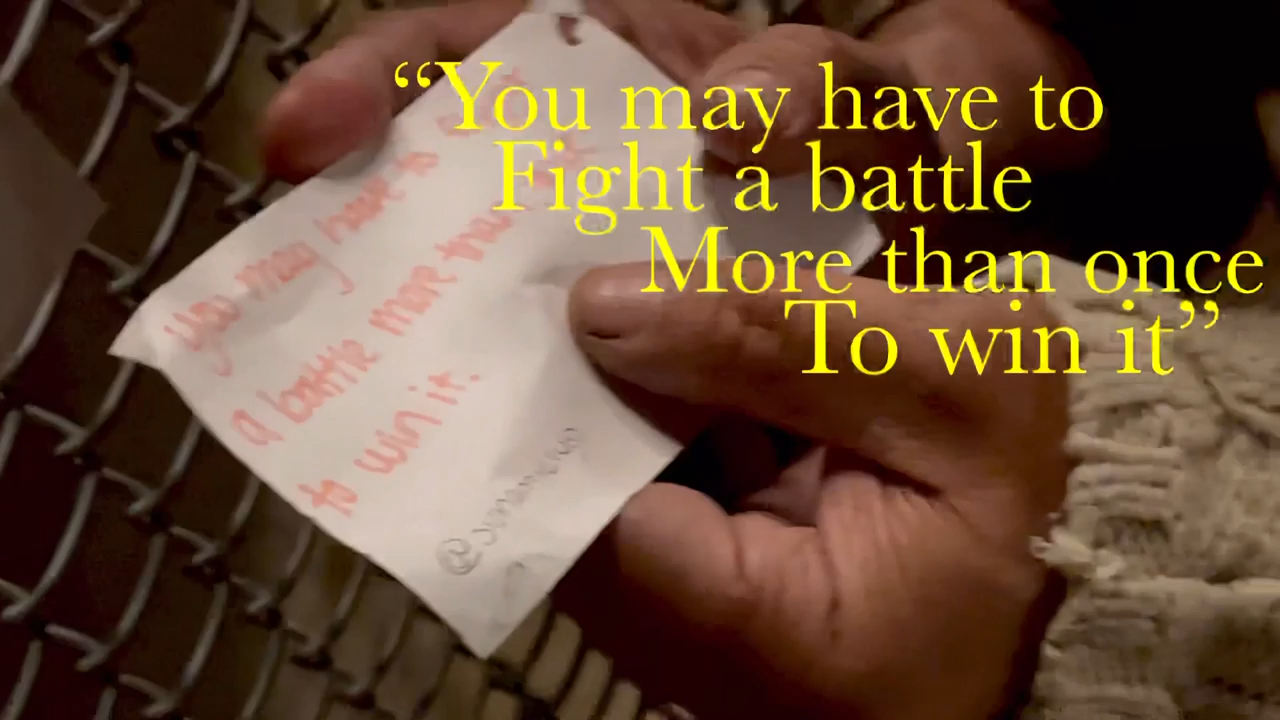 “You may have to
Fight a battle
More than once
To win it”
you may have to
a battle more than
to win it.